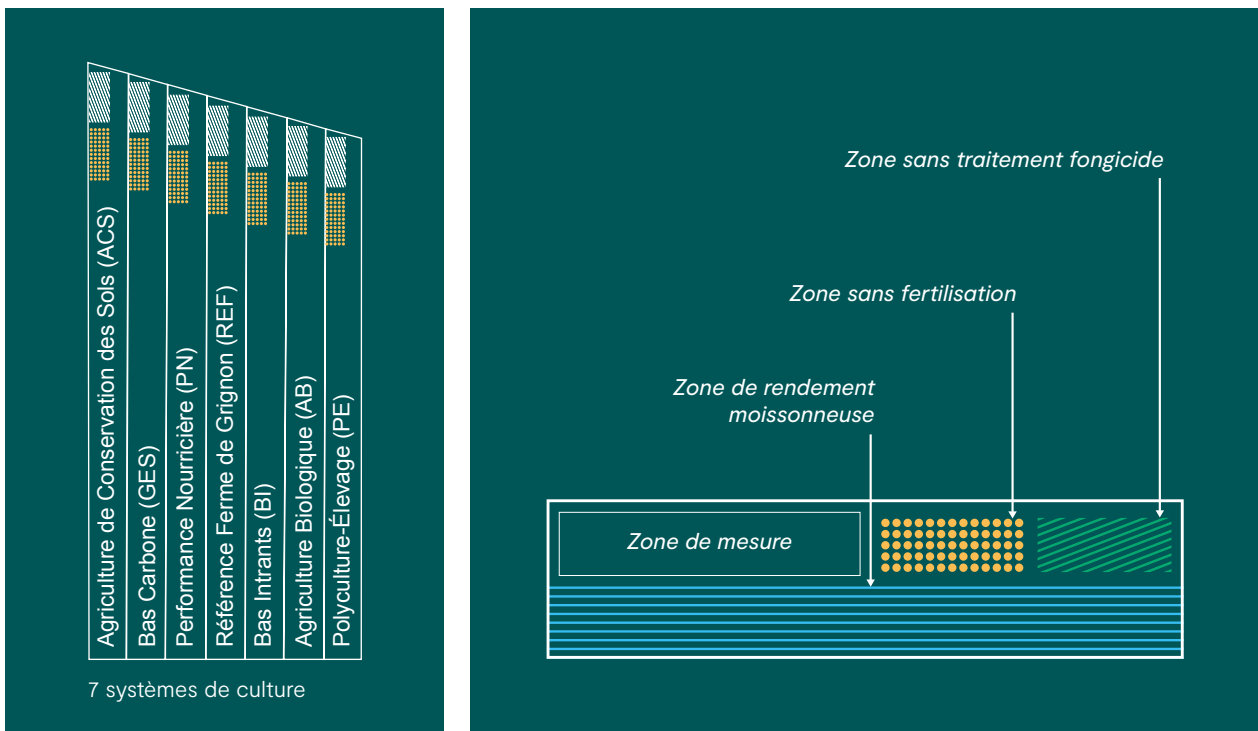 Agriculture de Conservation des Sols (ACS)
Bas Carbone (GES)
Performance Nourricière (PN)
Référence Ferme de Grignon (REF)
Bas Intrants (BI)
Agriculture Biologique (AB)
Polyculture-Élevage (PE)
7 systèmes de culture
Zone sans traitement fongicide
Zone sans fertilisation
Zone de rendement
moissonneuse
Zone de mesure